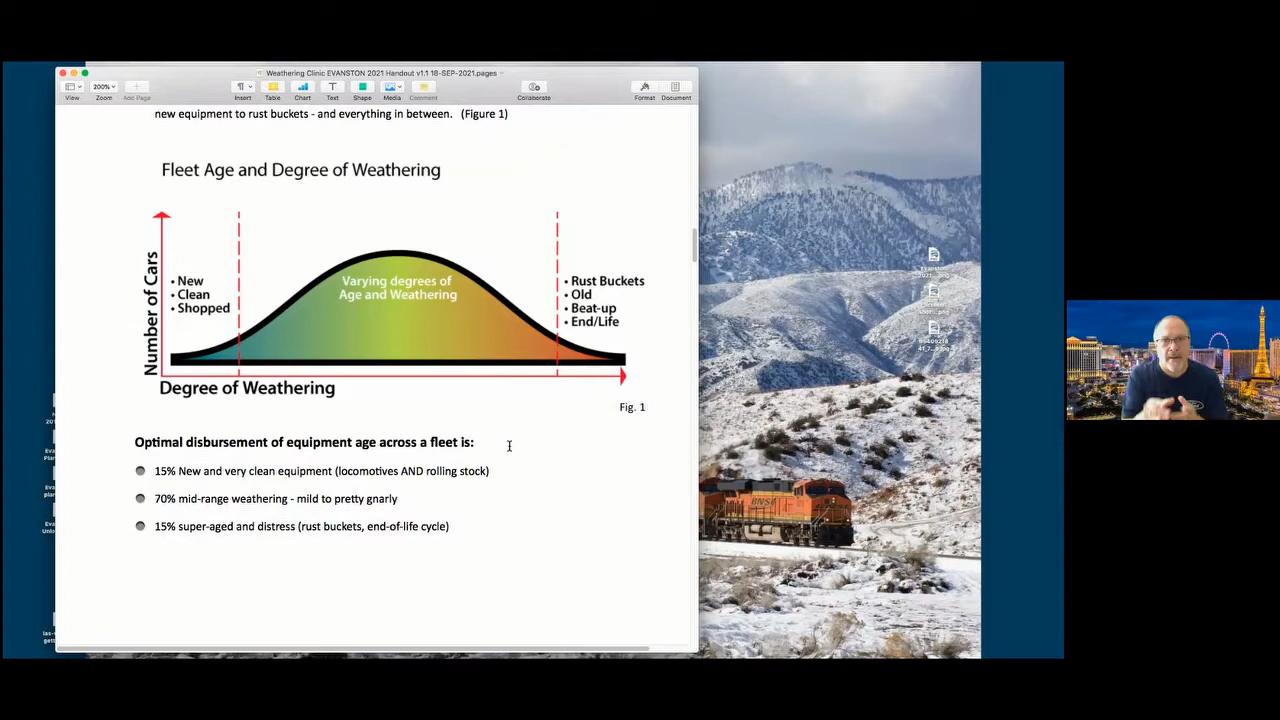 Weathering Clinic EVANSTON 2021 Handout v1.1 18-SEP-2021.pages
200%
View
Zoom
Add Page
Insert
Table
Chart
Text
Shape
Media
Comment
Collaborate
Format
Document
new equipment to rust buckets - and everything in between. (Figure 1)
Fleet Age and Degree of Weathering
Number of Cars
• New
• Clean
• Shopped
Varying degrees of
Age and Weathering
• Rust Buckets
• Old
• Beat-up
• End/Life
Degree of Weathering
Fig. 1
Optimal disbursement of equipment age across a fleet is:
15% New and very clean equipment (locomotives AND rolling stock)
70% mid-range weathering - mild to pretty gnarly
15% super-aged and distress (rust buckets, end-of-life cycle)
BNSF